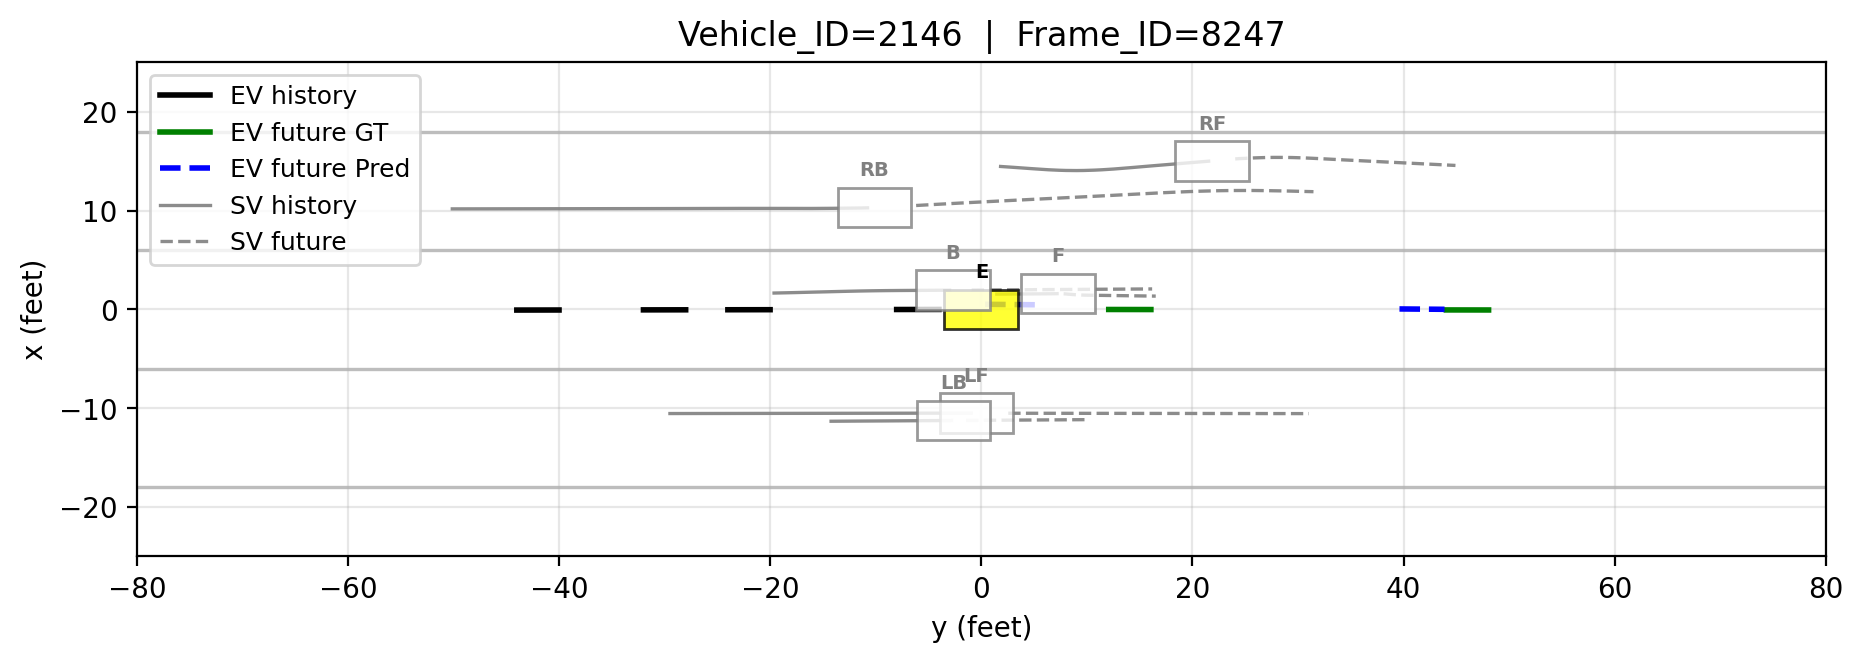 Vehicle_ID=2146 | Frame_ID=8247
EV history
EV future GT
EV future Pred
SV history
SV future
RF
RB
B
E
F
LB
LF
20
10
0
−10
−20
x (feet)
−80
−60
−40
−20
0
20
40
60
80
y (feet)